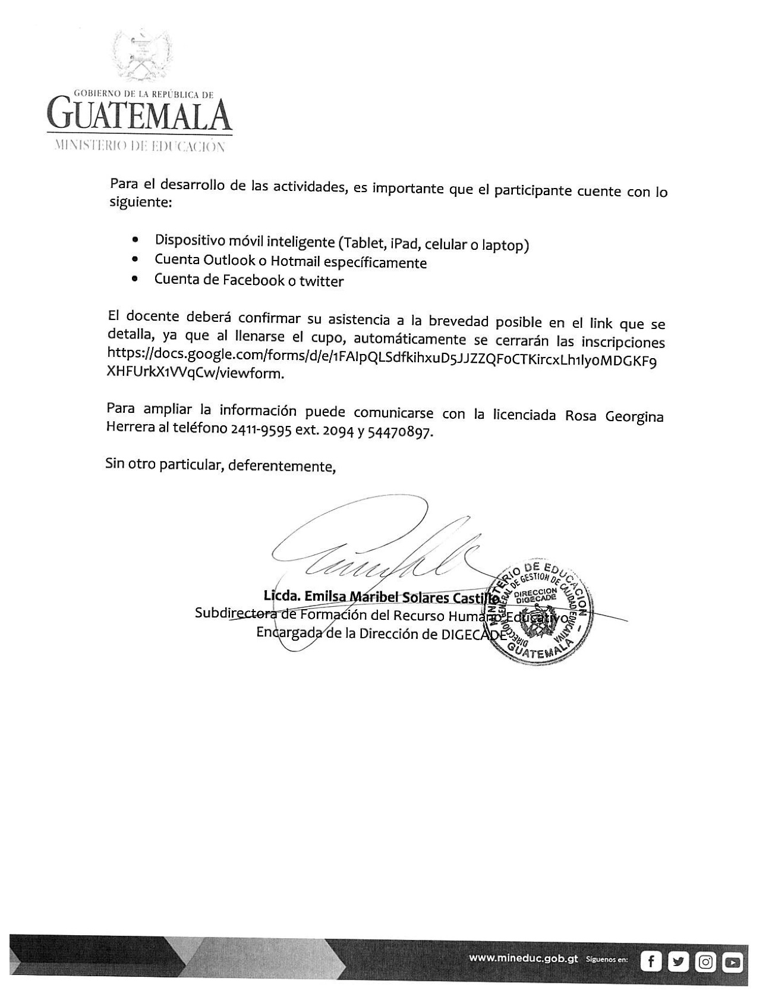 GOBIERNO DE LA REPÚBLICA DE
GUATEMALA
MINISTERIO DE EDUCACIÓN
Para el desarrollo de las actividades, es importante que el participante cuente con lo
siguiente:
• Dispositivo móvil inteligente (Tablet, iPad, celular o laptop)
• Cuenta Outlook o Hotmail específicamente
• Cuenta de Facebook o twitter
El docente deberá confirmar su asistencia a la brevedad posible en el link que se
detalla, ya que al llenarse el cupo, automáticamente se cerrarán las inscripciones
https://docs.google.com/forms/d/e/1FAIpQLSdfkihxuD5JJZZQF0CTKircxLh1ly0MDGKF9
XHFUrkX1VVqCw/viewform.
Para ampliar la información puede comunicarse con la licenciada Rosa Georgina
Herrera al teléfono 2411-9595 ext. 2094 y 54470897.
Sin otro particular, deferentemente,
Licda. Emilsa Maribel Solares Castillo
Subdirectora de Formación del Recurso Humano Educativo
Encargada de la Dirección de DIGECADE
MINISTERIO DE EDUCACION
DIRECCION GENERAL DE GESTION DE CALIDAD EDUCATIVA
DIRECCION
DIGECADE
GUATEMALA
www.mineduc.gob.gt Síguenos en: